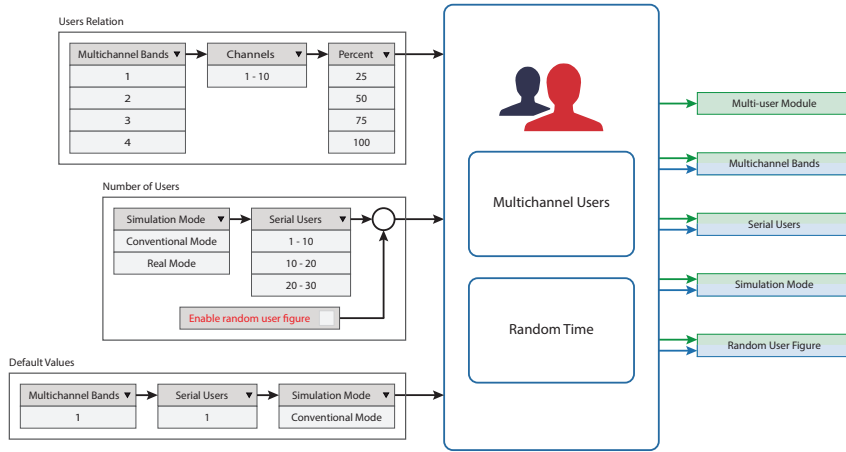 Users Relation
Multichannel Bands
1
2
3
4
Channels
1 - 10
Percent
25
50
75
100
Number of Users
Simulation Mode
Conventional Mode
Real Mode
Serial Users
1 - 10
10 - 20
20 - 30
Enable random user figure
Default Values
Multichannel Bands
1
Serial Users
1
Simulation Mode
Conventional Mode
Multichannel Users
Random Time
Multi-user Module
Multichannel Bands
Serial Users
Simulation Mode
Random User Figure